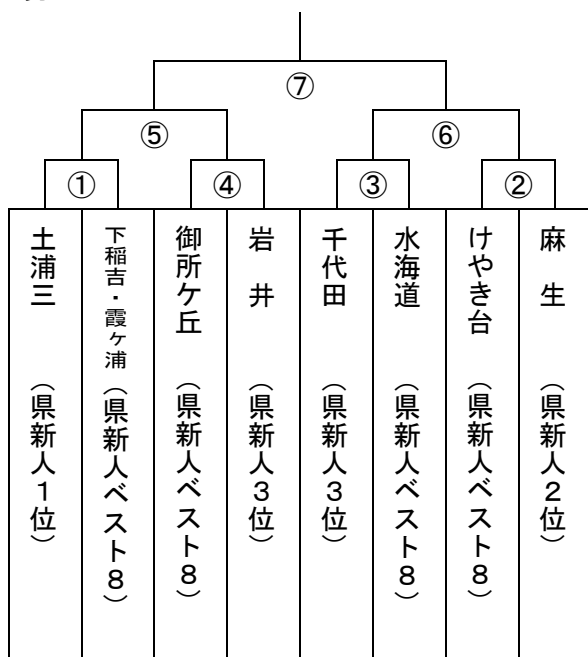 ⑦
⑤ ⑥
① ④ ③ ②
土浦三 (県新人1位)
下稲吉・霞ヶ浦 (県新人ベスト8)
御所ケ丘 (県新人ベスト8)
岩井 (県新人3位)
千代田 (県新人3位)
水海道 (県新人ベスト8)
けやき台 (県新人ベスト8)
麻生 (県新人2位)